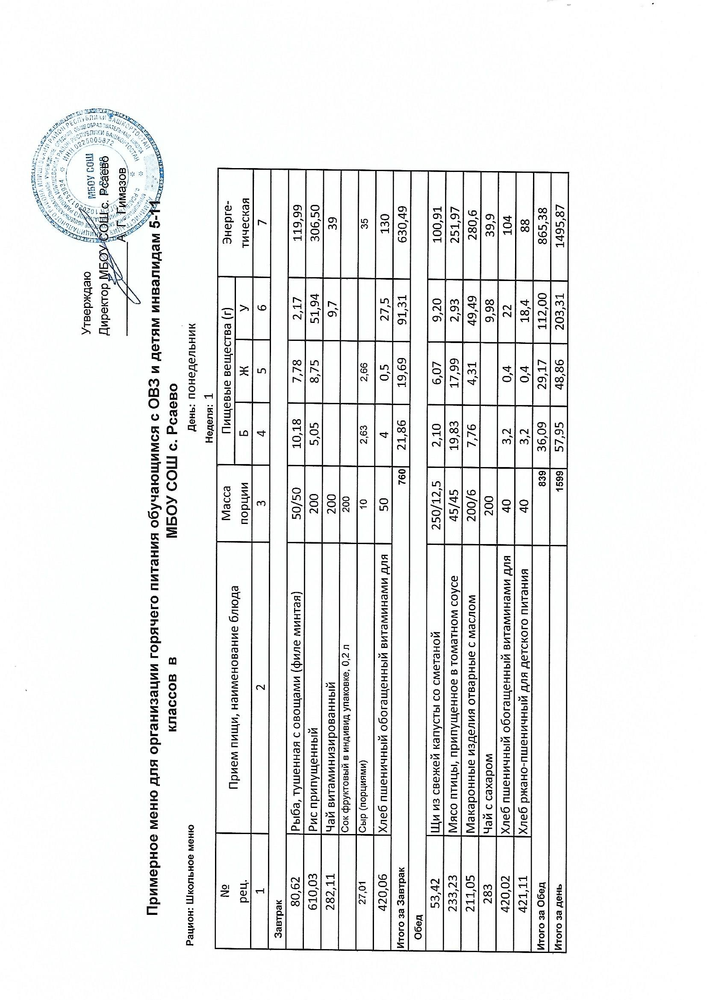 Утверждаю
Директор МБОУ СОШ с. Рсаево
А. Г. Гимазов
МБОУ СОШ
ИНН 0225005872
Примерное меню для организации горячего питания обучающимся с ОВЗ и детям инвалидам 5-11
классов в МБОУ СОШ с. Рсаево
Рацион: Школьное меню День: понедельник
Неделя: 1
№ рец. Прием пищи, наименование блюда Масса порции Пищевые вещества (г) Энерге-тическая
Б Ж У
1 2 3 4 5 6 7
Завтрак
80,62 Рыба, тушенная с овощами (филе минтая) 50/50 10,18 7,78 2,17 119,99
610,03 Рис припущенный 200 5,05 8,75 51,94 306,50
282,11 Чай витаминизированный 200 9,7 39
Сок фруктовый в индивид упаковке, 0,2 л 200
27,01 Сыр (порциями) 10 2,63 2,66 35
420,06 Хлеб пшеничный обогащенный витаминами для 50 4 0,5 27,5 130
Итого за Завтрак 760 21,86 19,69 91,31 630,49
Обед
53,42 Щи из свежей капусты со сметаной 250/12,5 2,10 6,07 9,20 100,91
233,23 Мясо птицы, припущенное в томатном соусе 45/45 19,83 17,99 2,93 251,97
211,05 Макаронные изделия отварные с маслом 200/6 7,76 4,31 49,49 280,6
283 Чай с сахаром 200 9,98 39,9
420,02 Хлеб пшеничный обогащенный витаминами для 40 3,2 0,4 22 104
421,11 Хлеб ржано-пшеничный для детского питания 40 3,2 0,4 18,4 88
Итого за Обед 839 36,09 29,17 112,00 865,38
Итого за день 1599 57,95 48,86 203,31 1495,87